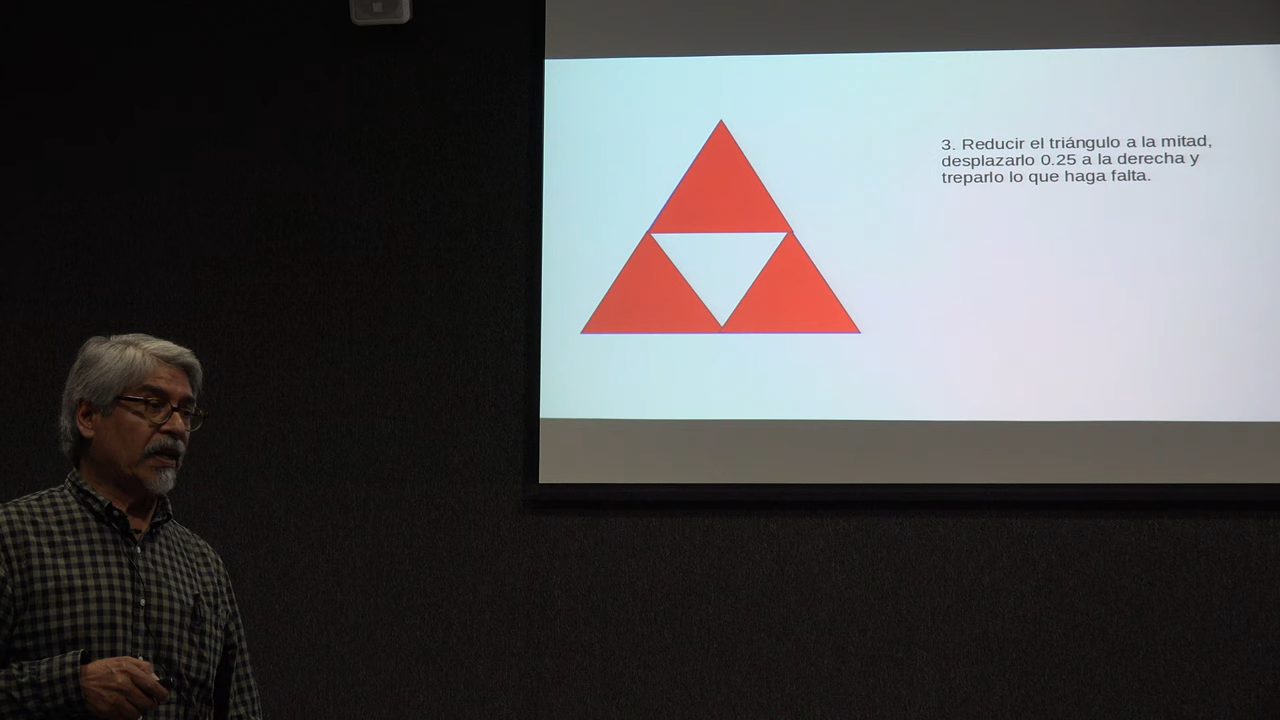 3. Reducir el triángulo a la mitad,
desplazarlo 0.25 a la derecha y
treparlo lo que haga falta.